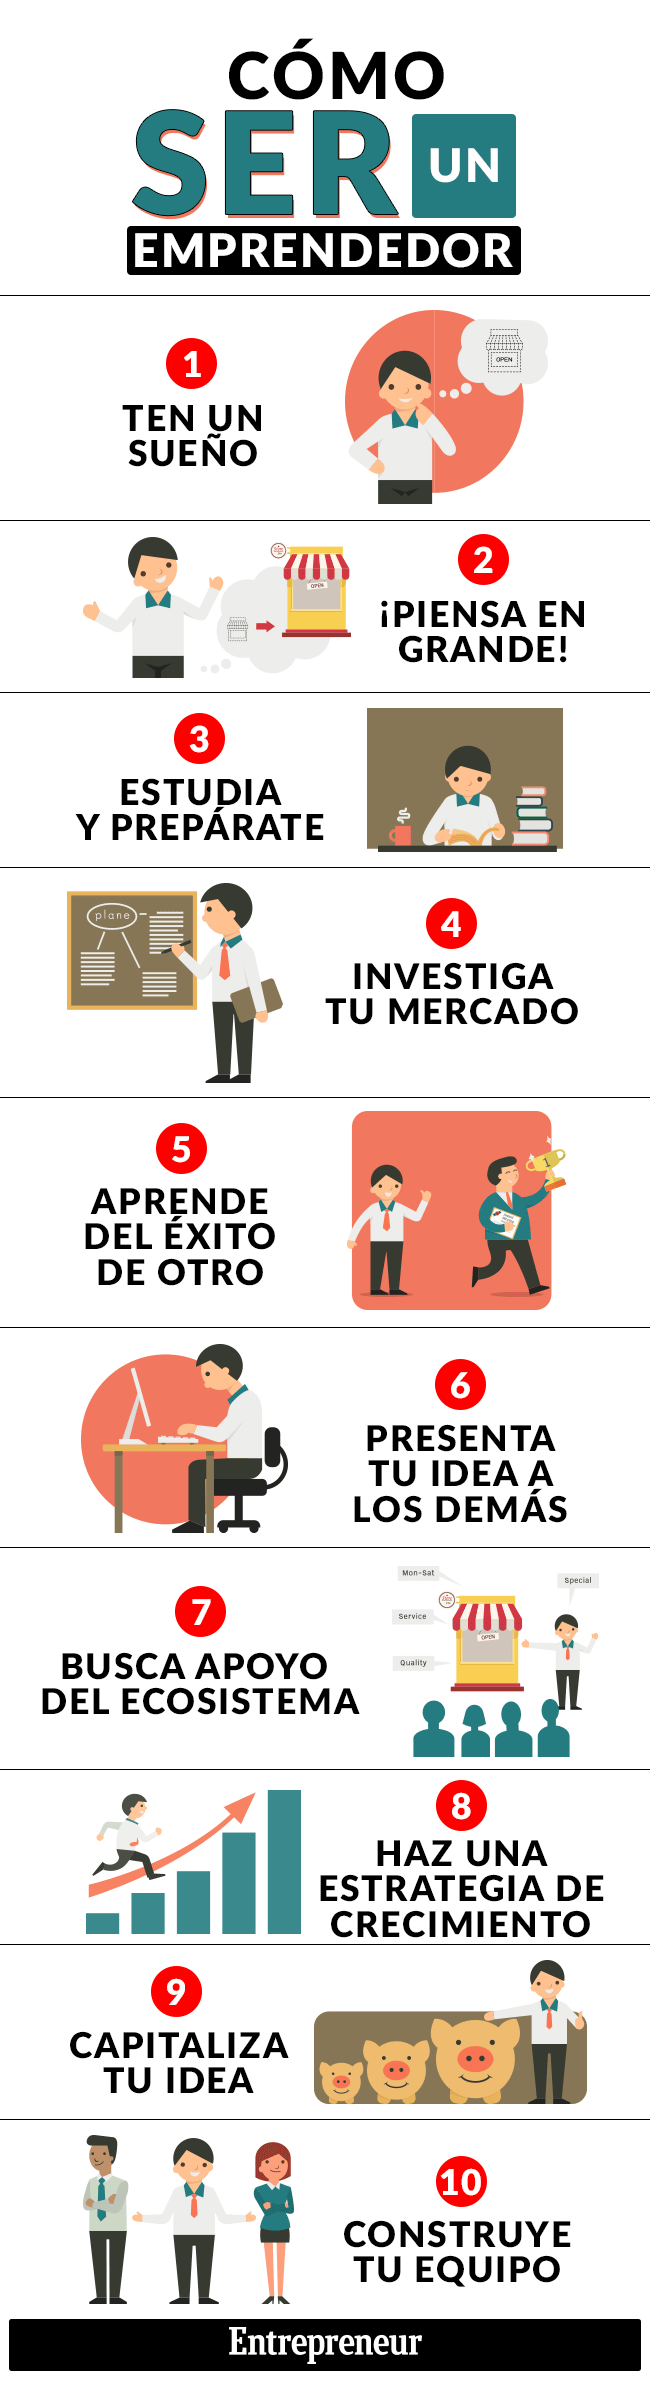 CÓMO
SER UN
EMPRENDEDOR
1
TEN UN
SUEÑO
OPEN
2
¡PIENSA EN
GRANDE!
OPEN
3
ESTUDIA
Y PREPÁRATE
4
INVESTIGA
TU MERCADO
plane
5
APRENDE
DEL ÉXITO
DE OTRO
1
6
PRESENTA
TU IDEA A
LOS DEMÁS
7
BUSCA APOYO
DEL ECOSISTEMA
Mon-Sat
Special
Service
OPEN
Quality
8
HAZ UNA
ESTRATEGIA DE
CRECIMIENTO
9
CAPITALIZA
TU IDEA
10
CONSTRUYE
TU EQUIPO
Entrepreneur